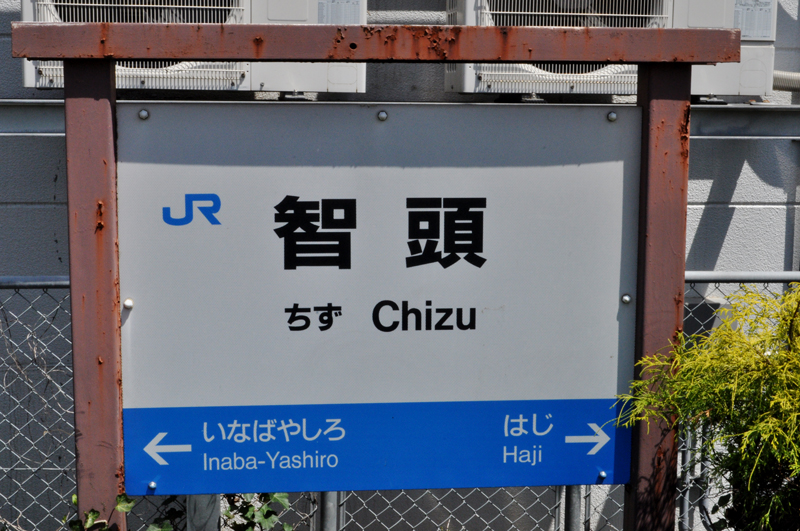 JR
智頭
ちず Chizu
← いなばやしろ
Inaba-Yashiro
はじ →
Haji